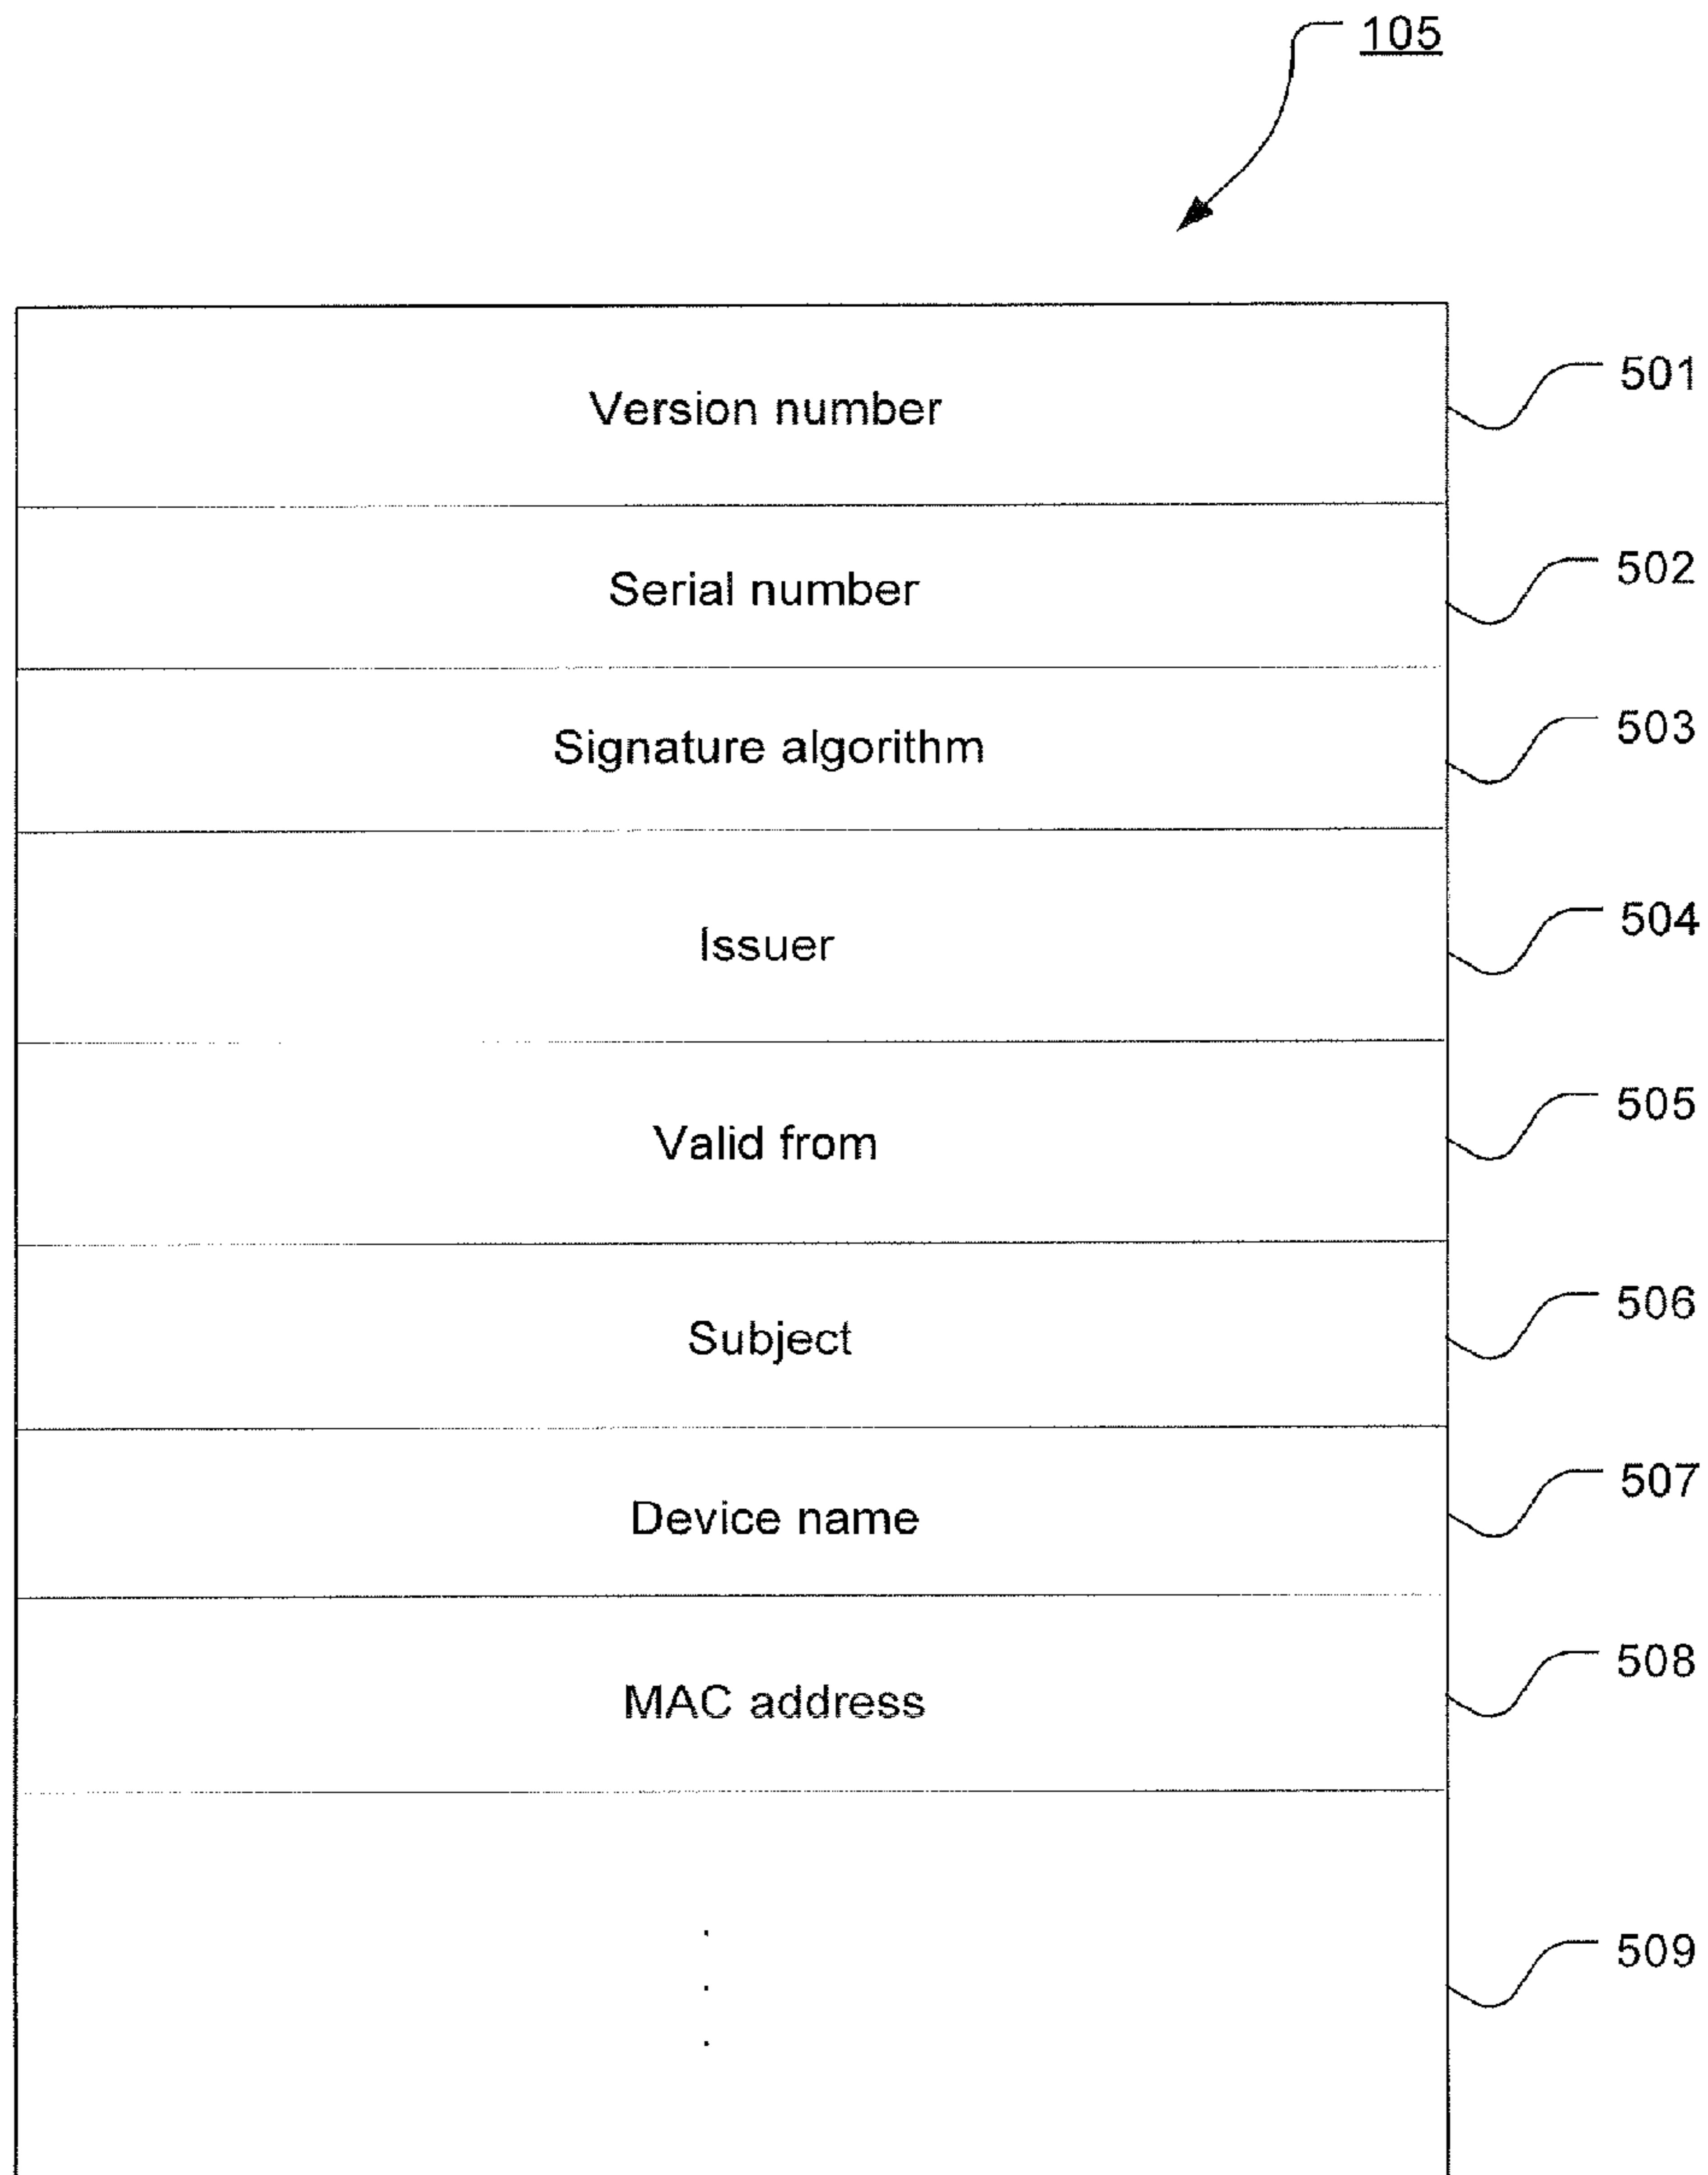 105
Version number 501
Serial number 502
Signature algorithm 503
Issuer 504
Valid from 505
Subject 506
Device name 507
MAC address 508
.
.
. 509